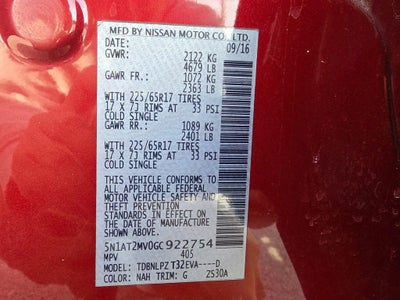 MFD BY NISSAN MOTOR CO., LTD.
DATE: 09/16
GVWR: 2122 KG
4679 LB
GAWR FR.: 1072 KG
2363 LB
WITH 225/65R17 TIRES
17 X 7J RIMS AT 33 PSI
COLD SINGLE
GAWR RR.: 1089 KG
2401 LB
WITH 225/65R17 TIRES
17 X 7J RIMS AT 33 PSI
COLD SINGLE
THIS VEHICLE CONFORMS TO
ALL APPLICABLE FEDERAL
MOTOR VEHICLE SAFETY AND
THEFT PREVENTION
STANDARDS IN EFFECT ON THE
DATE OF MANUFACTURE SHOWN
ABOVE.
5N1AT2MV0GC922754
MPV 405
MODEL: TDBNLPZ T32EVA----D
COLOR: NAH TRIM: G ZS30A